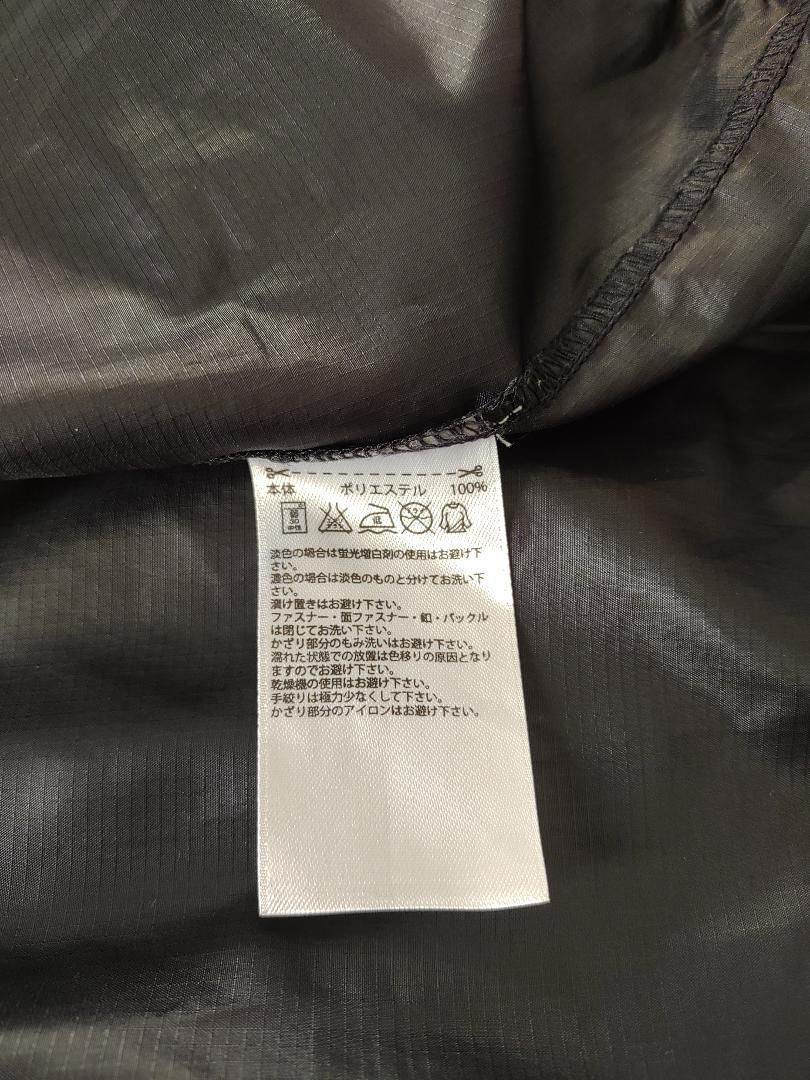 本体 ポリエステル 100%
30
中性
低
淡色の場合は蛍光増白剤の使用はお避け下
さい。
濃色の場合は淡色のものと分けてお洗い下
さい。
漬け置きはお避け下さい。
ファスナー・面ファスナー・釦・バックル
は閉じてお洗い下さい。
かざり部分のもみ洗いはお避け下さい。
濡れた状態での放置は色移りの原因となり
ますのでお避け下さい。
乾燥機の使用はお避け下さい。
手絞りは極力少なくして下さい。
かざり部分のアイロンはお避け下さい。